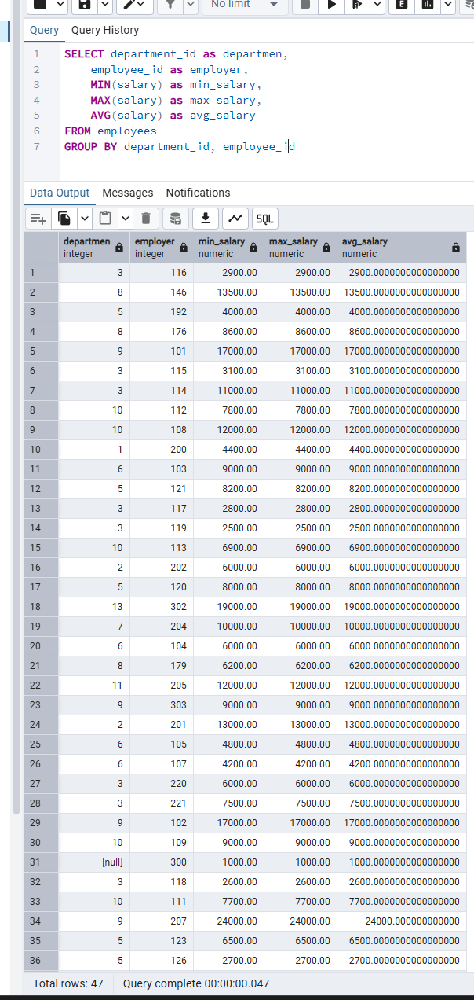 No limit
E
Query Query History
1 SELECT department_id as departmen,
2 employee_id as employer,
3 MIN(salary) as min_salary,
4 MAX(salary) as max_salary,
5 AVG(salary) as avg_salary
6 FROM employees
7 GROUP BY department_id, employee_id
Data Output Messages Notifications
SQL
departmen employer min_salary max_salary avg_salary
integer integer numeric numeric numeric
1 3 116 2900.00 2900.00 2900.0000000000000000
2 8 146 13500.00 13500.00 13500.0000000000000000
3 5 192 4000.00 4000.00 4000.0000000000000000
4 8 176 8600.00 8600.00 8600.0000000000000000
5 9 101 17000.00 17000.00 17000.0000000000000000
6 3 115 3100.00 3100.00 3100.0000000000000000
7 3 114 11000.00 11000.00 11000.0000000000000000
8 10 112 7800.00 7800.00 7800.0000000000000000
9 10 108 12000.00 12000.00 12000.0000000000000000
10 1 200 4400.00 4400.00 4400.0000000000000000
11 6 103 9000.00 9000.00 9000.0000000000000000
12 5 121 8200.00 8200.00 8200.0000000000000000
13 3 117 2800.00 2800.00 2800.0000000000000000
14 3 119 2500.00 2500.00 2500.0000000000000000
15 10 113 6900.00 6900.00 6900.0000000000000000
16 2 202 6000.00 6000.00 6000.0000000000000000
17 5 120 8000.00 8000.00 8000.0000000000000000
18 13 302 19000.00 19000.00 19000.0000000000000000
19 7 204 10000.00 10000.00 10000.0000000000000000
20 6 104 6000.00 6000.00 6000.0000000000000000
21 8 179 6200.00 6200.00 6200.0000000000000000
22 11 205 12000.00 12000.00 12000.0000000000000000
23 9 303 9000.00 9000.00 9000.0000000000000000
24 2 201 13000.00 13000.00 13000.0000000000000000
25 6 105 4800.00 4800.00 4800.0000000000000000
26 6 107 4200.00 4200.00 4200.0000000000000000
27 3 220 6000.00 6000.00 6000.0000000000000000
28 3 221 7500.00 7500.00 7500.0000000000000000
29 9 102 17000.00 17000.00 17000.0000000000000000
30 10 109 9000.00 9000.00 9000.0000000000000000
31 [null] 300 1000.00 1000.00 1000.0000000000000000
32 3 118 2600.00 2600.00 2600.0000000000000000
33 10 111 7700.00 7700.00 7700.0000000000000000
34 9 207 24000.00 24000.00 24000.000000000000
35 5 123 6500.00 6500.00 6500.0000000000000000
36 5 126 2700.00 2700.00 2700.0000000000000000
Total rows: 47 Query complete 00:00:00.047